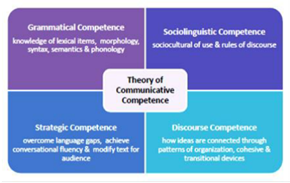 Grammatical Competence
knowledge of lexical items, morphology,
syntax, semantics & phonology
Sociolinguistic Competence
sociocultural of use & rules of discourse
Theory of
Communicative
Competence
Strategic Competence
overcome language gaps, achieve
conversational fluency & modify text for
audience
Discourse Competence
how ideas are connected through
patterns of organization, cohesive &
transitional devices